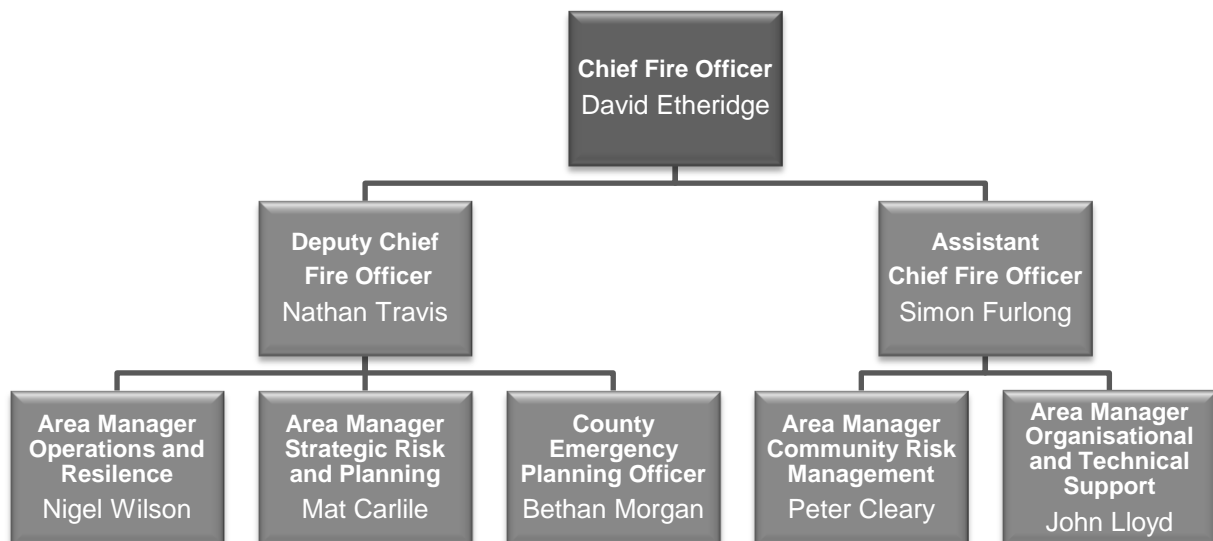 Chief Fire Officer
David Etheridge
Deputy Chief
Fire Officer
Nathan Travis
Assistant
Chief Fire Officer
Simon Furlong
Area Manager
Operations and
Resilence
Nigel Wilson
Area Manager
Strategic Risk
and Planning
Mat Carlile
County
Emergency
Planning Officer
Bethan Morgan
Area Manager
Community Risk
Management
Peter Cleary
Area Manager
Organisational
and Technical
Support
John Lloyd